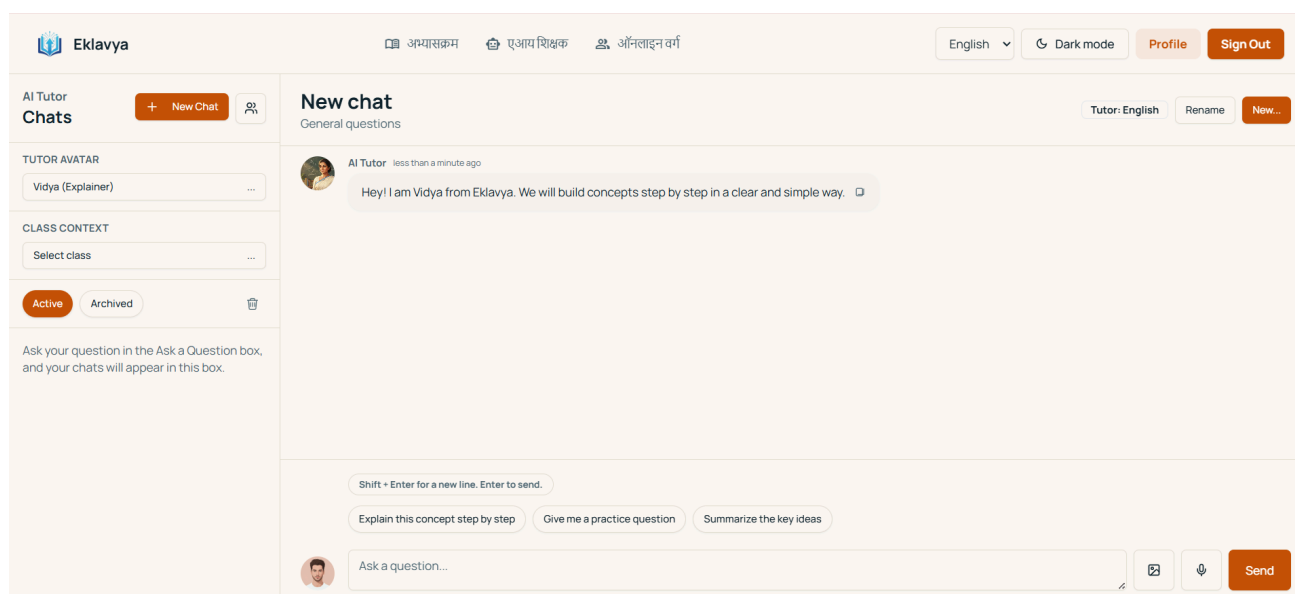 Eklavya
अभ्यासक्रम
एआय शिक्षक
ऑनलाइन वर्ग
English
Dark mode
Profile
Sign Out
AI Tutor
Chats
+ New Chat
TUTOR AVATAR
Vidya (Explainer) ...
CLASS CONTEXT
Select class ...
Active
Archived
Ask your question in the Ask a Question box,
and your chats will appear in this box.
New chat
General questions
Tutor: English
Rename
New...
AI Tutor less than a minute ago
Hey! I am Vidya from Eklavya. We will build concepts step by step in a clear and simple way.
Shift + Enter for a new line. Enter to send.
Explain this concept step by step
Give me a practice question
Summarize the key ideas
Ask a question...
Send